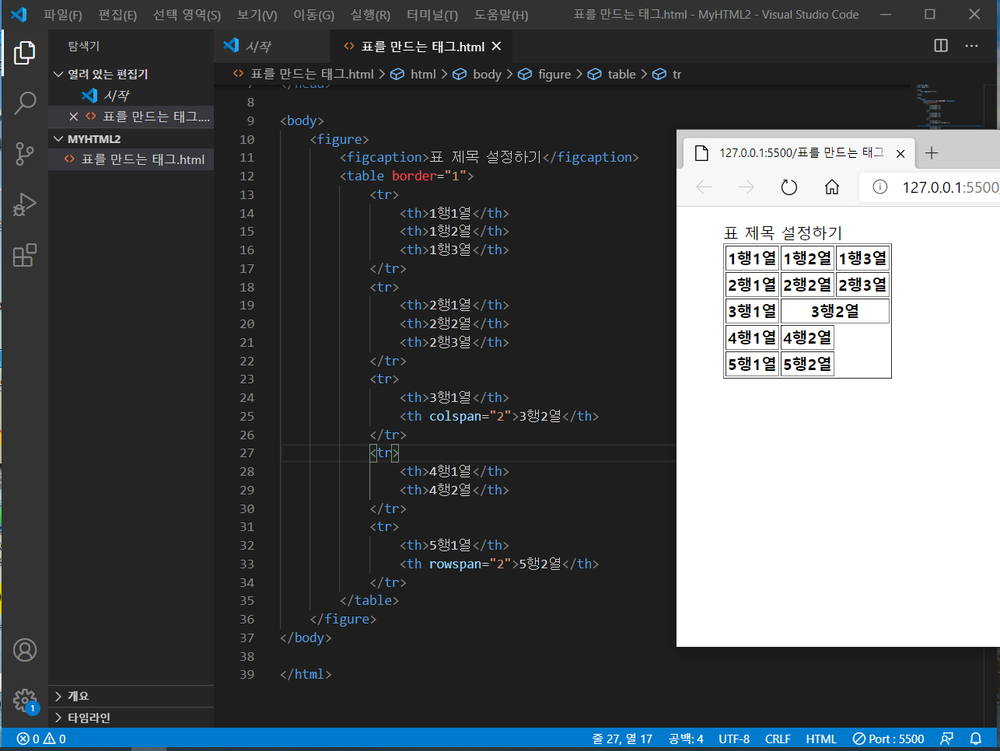 파일(F) 편집(E) 선택 영역(S) 보기(V) 이동(G) 실행(R) 터미널(T) 도움말(H) 표를 만드는 태그.html - MyHTML2 - Visual Studio Code
탐색기
시작
표를 만드는 태그.html
열려 있는 편집기
시작
표를 만드는 태그....
MYHTML2
표를 만드는 태그.html
개요
타임라인
표를 만드는 태그.html > html > body > figure > table > tr
7 </head>
8
9 <body>
10 <figure>
11 <figcaption>표 제목 설정하기</figcaption>
12 <table border="1">
13 <tr>
14 <th>1행1열</th>
15 <th>1행2열</th>
16 <th>1행3열</th>
17 </tr>
18 <tr>
19 <th>2행1열</th>
20 <th>2행2열</th>
21 <th>2행3열</th>
22 </tr>
23 <tr>
24 <th>3행1열</th>
25 <th colspan="2">3행2열</th>
26 </tr>
27 <tr>
28 <th>4행1열</th>
29 <th>4행2열</th>
30 </tr>
31 <tr>
32 <th>5행1열</th>
33 <th rowspan="2">5행2열</th>
34 </tr>
35 </table>
36 </figure>
37 </body>
38
39 </html>
127.0.0.1:5500/표를 만드는 태그.
127.0.0.1:5500/
표 제목 설정하기
1행1열 1행2열 1행3열
2행1열 2행2열 2행3열
3행1열 3행2열
4행1열 4행2열
5행1열 5행2열
1
0 0 줄 27, 열 17 공백: 4 UTF-8 CRLF HTML Port : 5500